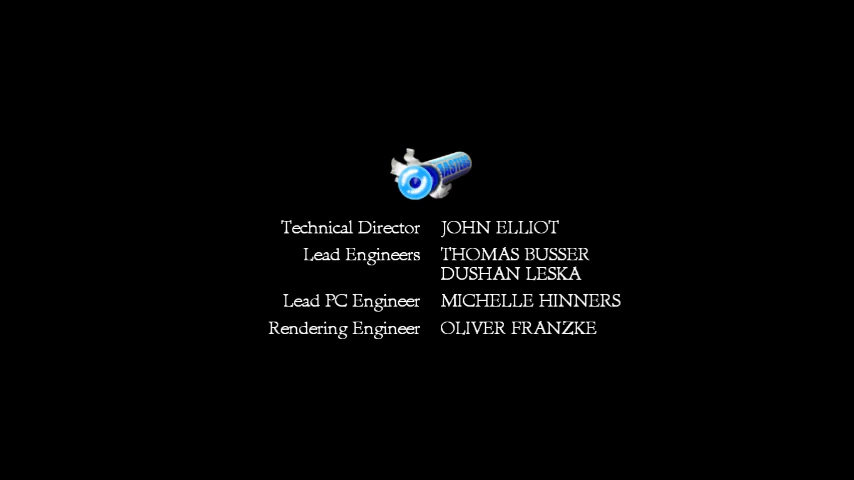 MASTERS
Technical Director JOHN ELLIOT
Lead Engineers THOMAS BUSSER
DUSHAN LESKA
Lead PC Engineer MICHELLE HINNERS
Rendering Engineer OLIVER FRANZKE